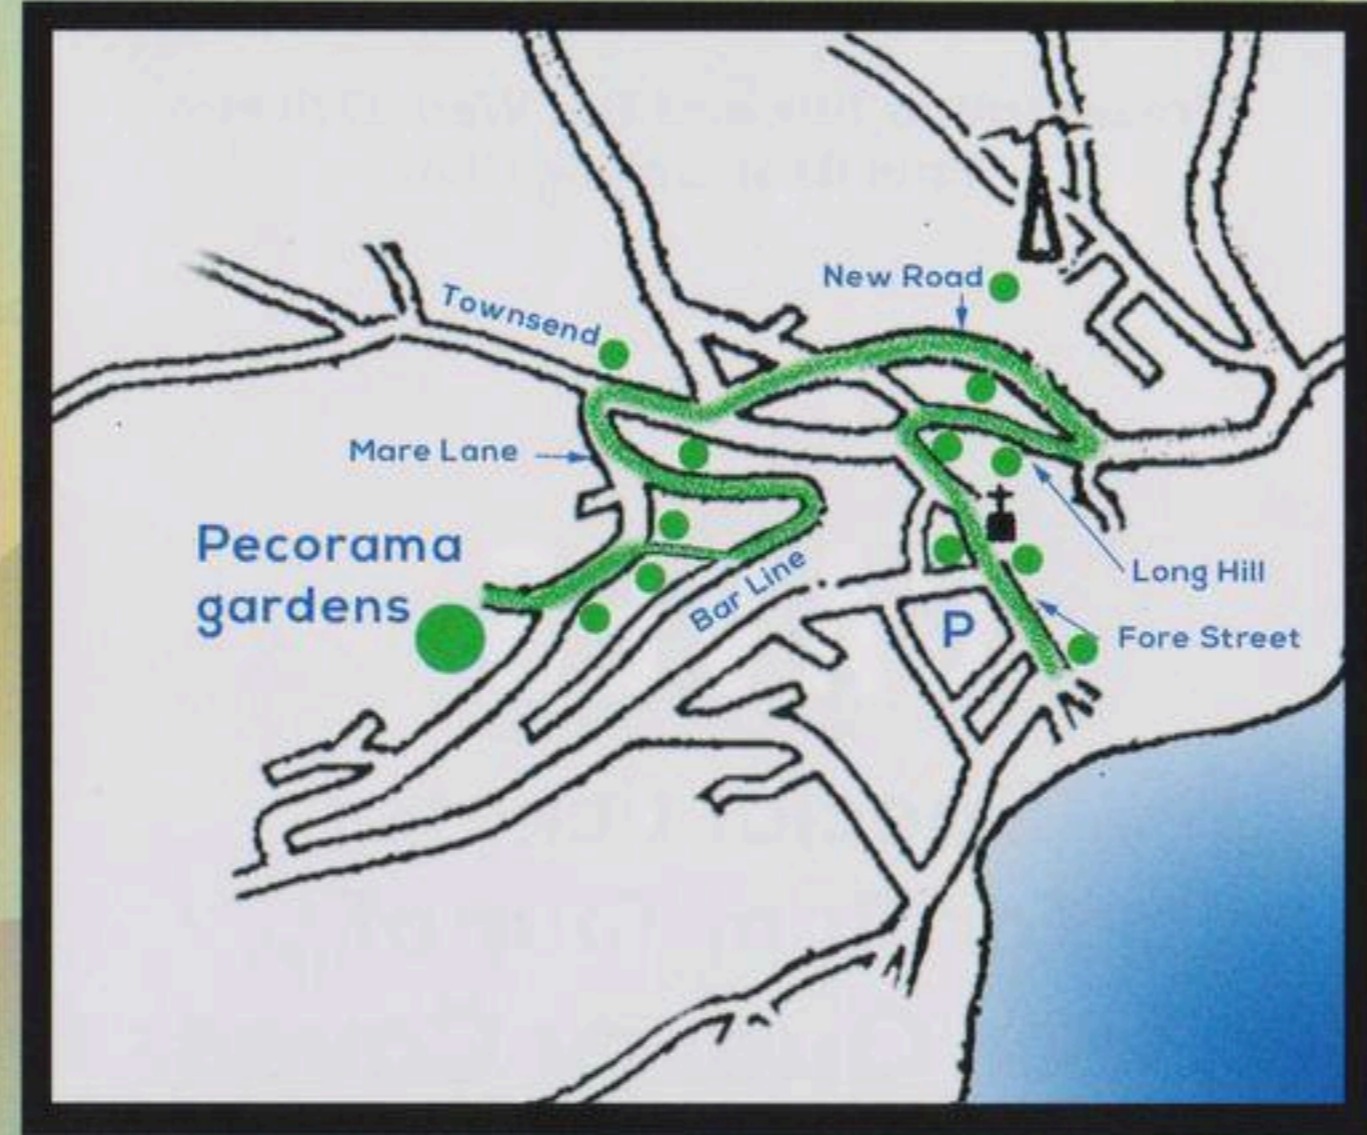 New Road
Townsend
Mare Lane
Pecorama
gardens
Bar Line
Long Hill
P
Fore Street